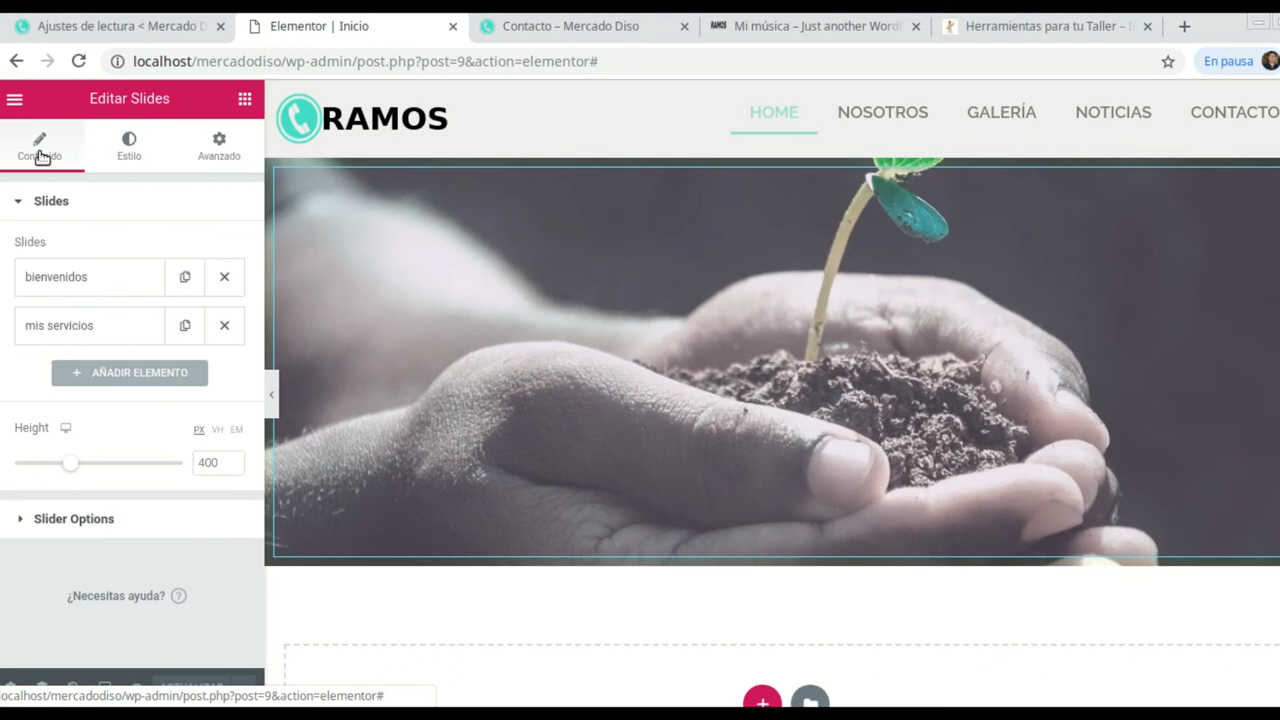 Ajustes de lectura < Mercado D
Elementor | Inicio
Contacto – Mercado Diso
Mi música – Just another Word
Herramientas para tu Taller –
localhost/mercadodiso/wp-admin/post.php?post=9&action=elementor#
En pausa
Editar Slides
RAMOS
HOME
NOSOTROS
GALERÍA
NOTICIAS
CONTACTO
Contenido
Estilo
Avanzado
Slides
Slides
bienvenidos
mis servicios
+ AÑADIR ELEMENTO
Height
PX
VH
EM
400
Slider Options
¿Necesitas ayuda? ?
ocalhost/mercadodiso/wp-admin/post.php?post=9&action=elementor#